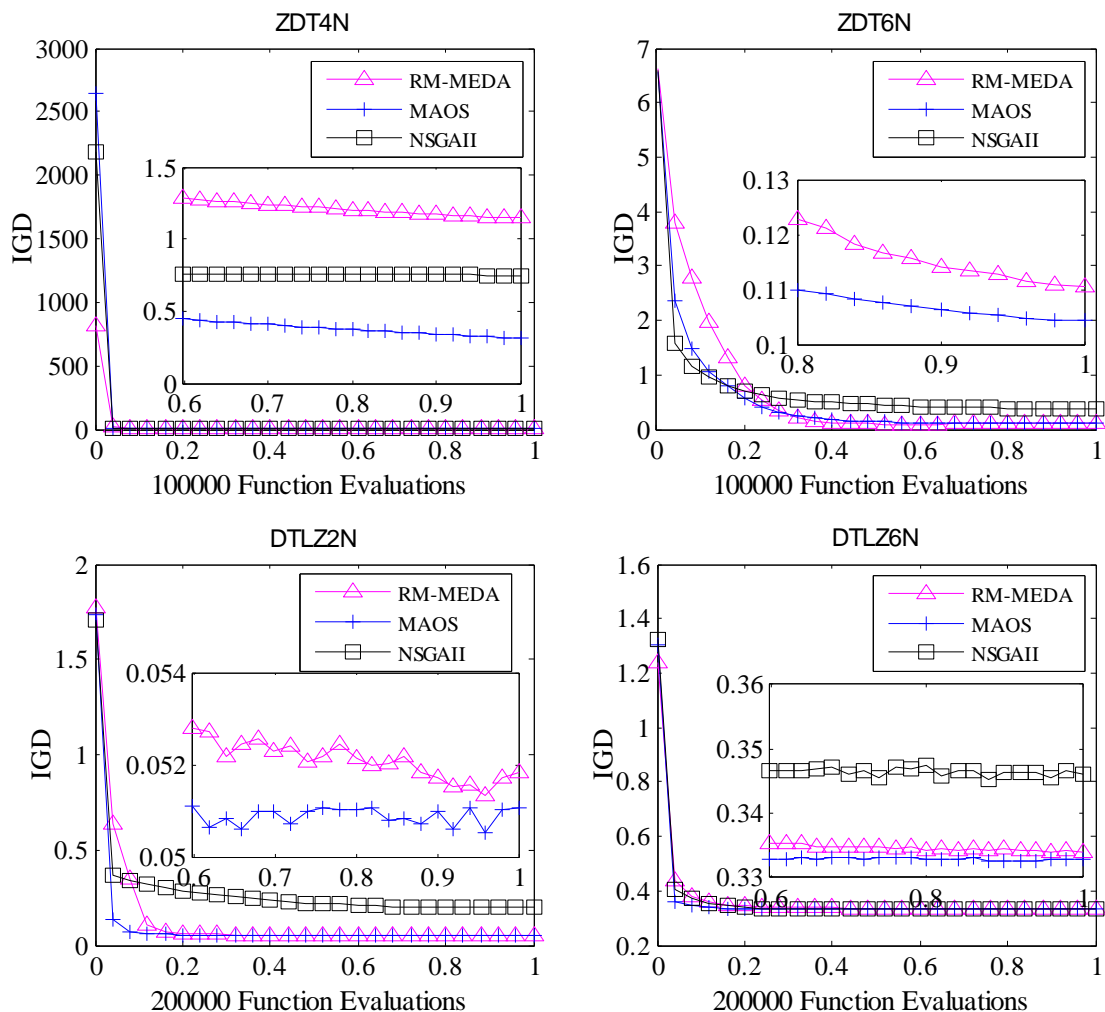 ZDT4N
3000
2500
2000
1500
1000
500
0
IGD
RM-MEDA
MAOS
NSGAII
1.5
1
0.5
0
0.6 0.7 0.8 0.9 1
0 0.2 0.4 0.6 0.8 1
100000 Function Evaluations
ZDT6N
7
6
5
4
3
2
1
0
IGD
RM-MEDA
MAOS
NSGAII
0.13
0.12
0.11
0.1
0.8 0.9 1
0 0.2 0.4 0.6 0.8 1
100000 Function Evaluations
DTLZ2N
2
1.5
1
0.5
0
IGD
RM-MEDA
MAOS
NSGAII
0.054
0.052
0.05
0.6 0.7 0.8 0.9 1
0 0.2 0.4 0.6 0.8 1
200000 Function Evaluations
DTLZ6N
1.6
1.4
1.2
1
0.8
0.6
0.4
0.2
IGD
RM-MEDA
MAOS
NSGAII
0.36
0.35
0.34
0.33
0.6 0.8 1
0 0.2 0.4 0.6 0.8 1
200000 Function Evaluations